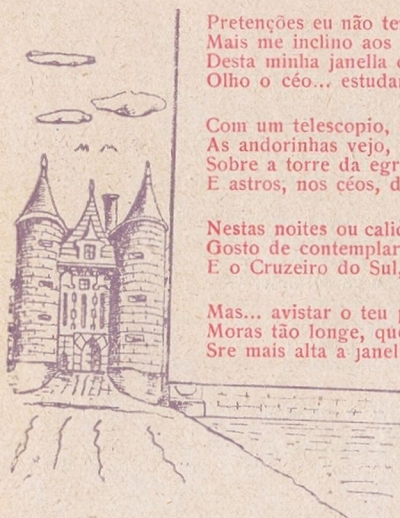 Pretenções eu não te
Mais me inclino aos
Desta minha janella
Olho o céo... estuda
Com um telescopio,
As andorinhas vejo,
Sobre a torre da egr
E astros, nos céos, d
Nestas noites ou calic
Gosto de contemplar
E o Cruzeiro do Sul,
Mas... avistar o teu p
Moras tão longe, que
Sre mais alta a janel